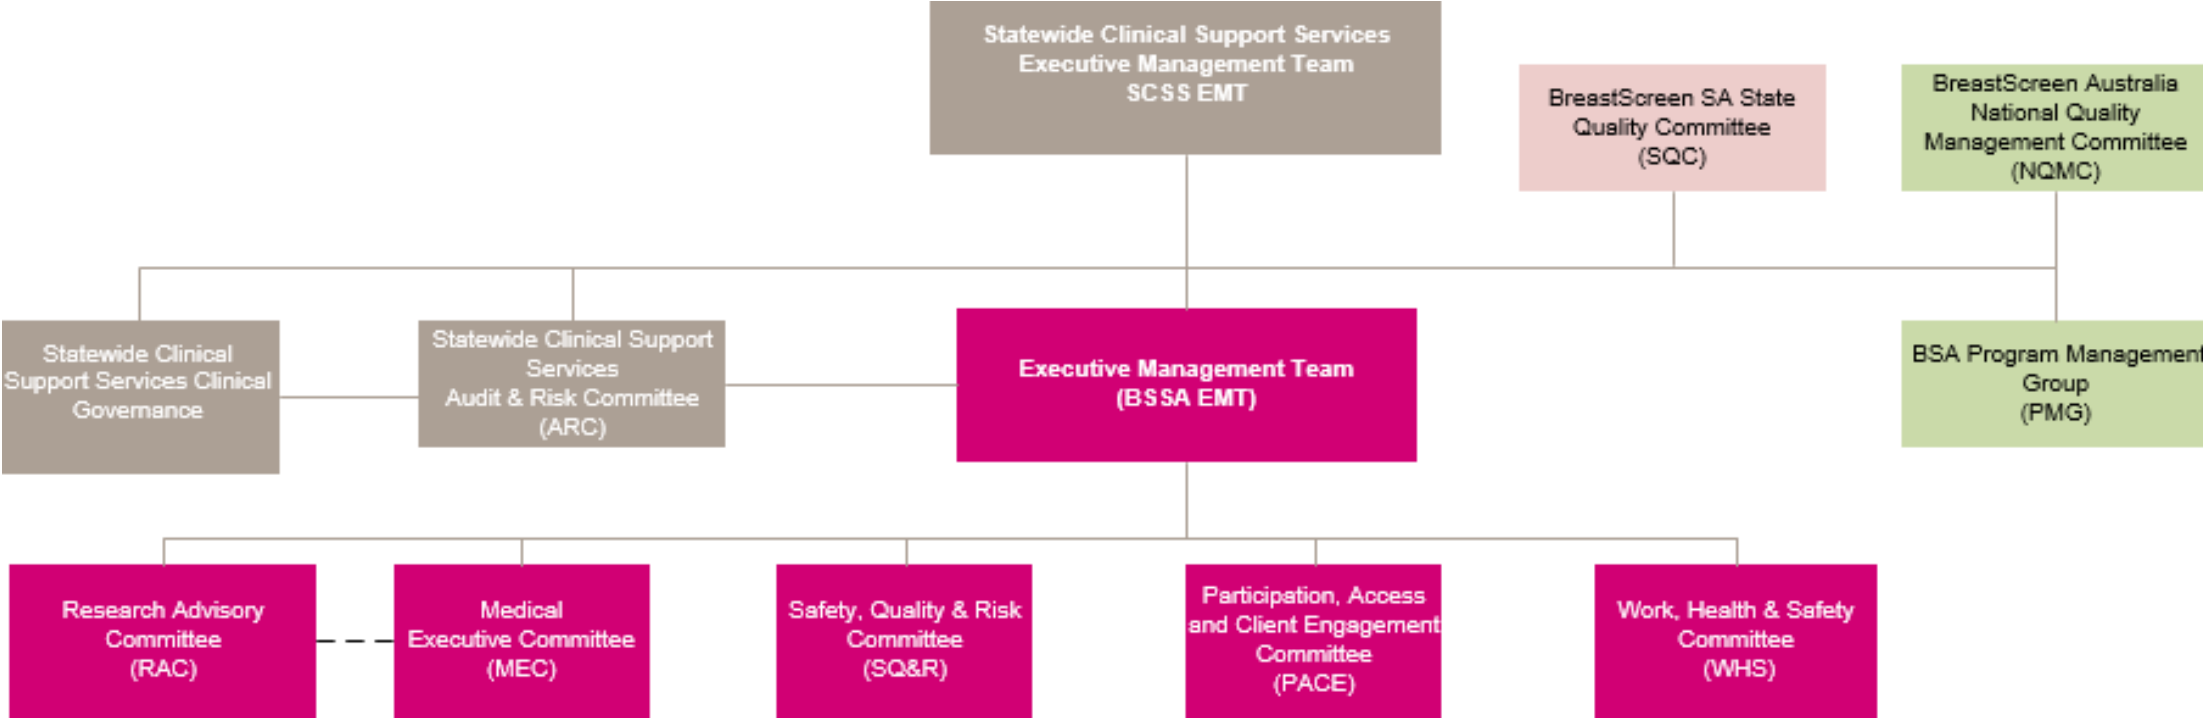 Statewide Clinical Support Services
Executive Management Team
SCSS EMT
BreastScreen SA State
Quality Committee
(SQC)
BreastScreen Australia
National Quality
Management Committee
(NQMC)
Statewide Clinical
Support Services Clinical
Governance
Statewide Clinical Support
Services
Audit & Risk Committee
(ARC)
Executive Management Team
(BSSA EMT)
BSA Program Management
Group
(PMG)
Research Advisory
Committee
(RAC)
Medical
Executive Committee
(MEC)
Safety, Quality & Risk
Committee
(SQ&R)
Participation, Access
and Client Engagement
Committee
(PACE)
Work, Health & Safety
Committee
(WHS)